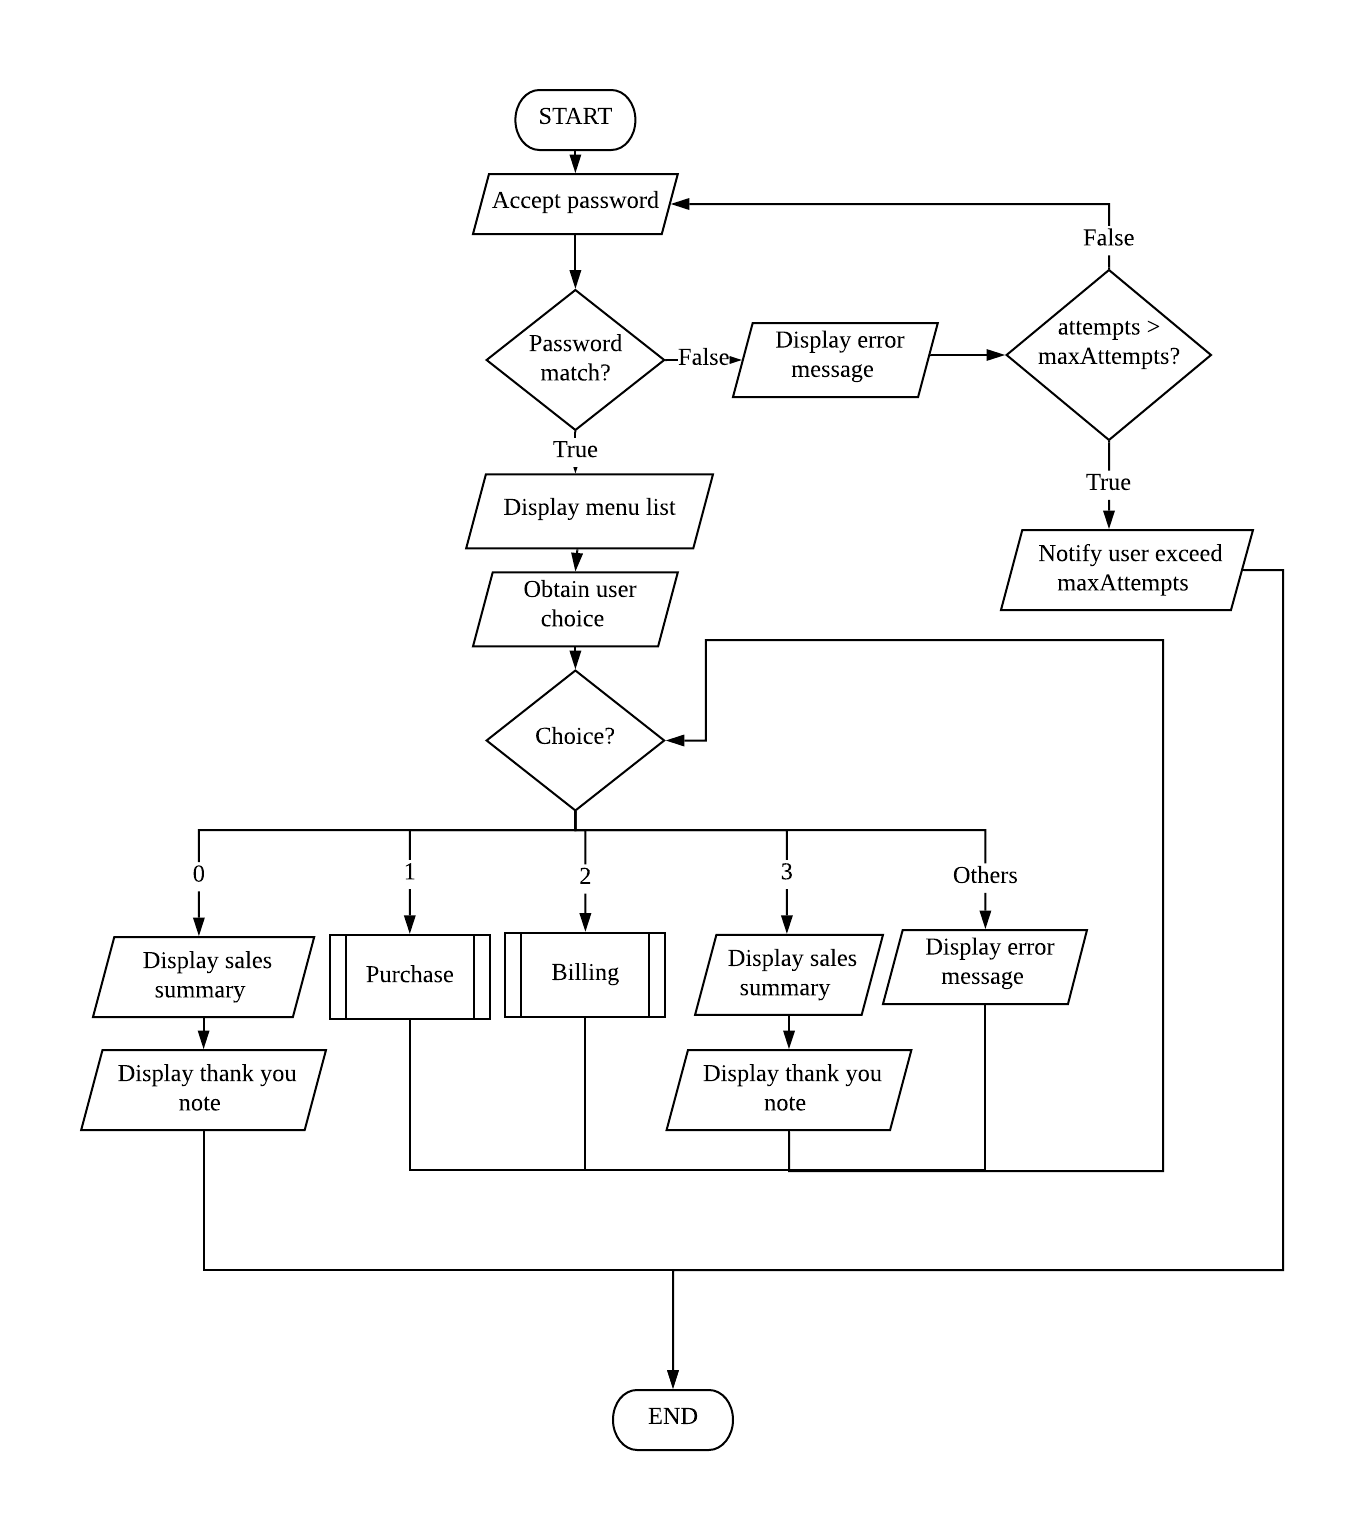 START
Accept password
False
Password
match?
False
Display error
message
attempts >
maxAttempts?
True
True
Display menu list
Notify user exceed
maxAttempts
Obtain user
choice
Choice?
0
1
2
3
Others
Display sales
summary
Purchase
Billing
Display sales
summary
Display error
message
Display thank you
note
Display thank you
note
END